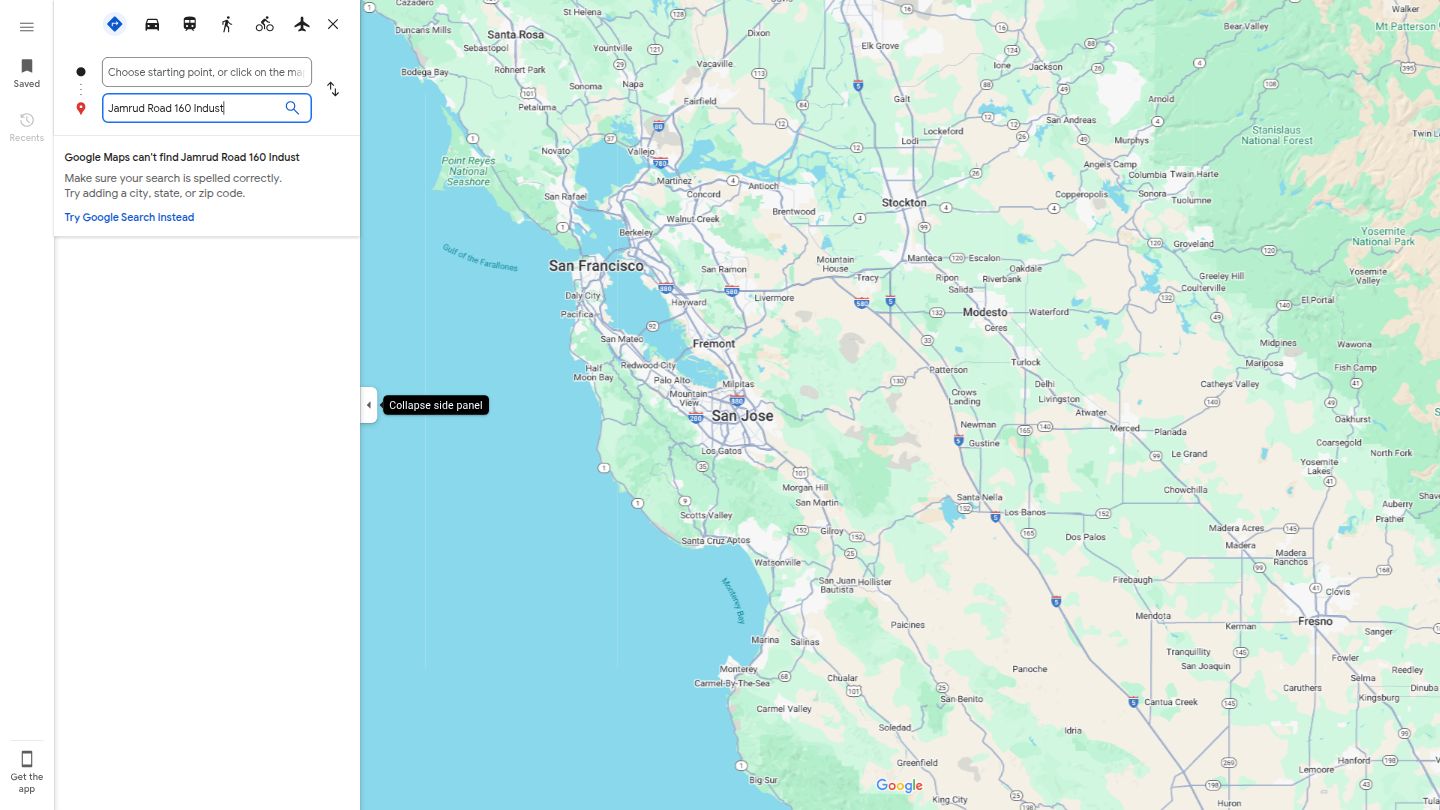 Saved
Recents
Get the
app
Choose starting point, or click on the map
Jamrud Road 160 Indust
Google Maps can't find Jamrud Road 160 Indust
Make sure your search is spelled correctly.
Try adding a city, state, or zip code.
Try Google Search Instead
Collapse side panel
Cazadero
Duncans Mills
Santa Rosa
St Helena
Sebastopol
Yountville
Bodega Bay
Rohnert Park
Sonoma
Napa
Petaluma
Dixon
Vacaville
Fairfield
Elk Grove
Ione
Jackson
Bear Valley
Walker
Mt Patterson
Galt
Arnold
San Andreas
Murphys
Stanislaus
National Forest
Twin L
Lockeford
Lodi
Angels Camp
Columbia
Twain Harte
Copperopolis
Sonora
Tuolumne
Point Reyes
National
Seashore
Novato
Vallejo
Martinez
Concord
Antioch
San Rafael
Walnut Creek
Brentwood
Stockton
Berkeley
Gulf of the Farallones
San Francisco
San Ramon
Mountain
House
Manteca
Escalon
Tracy
Ripon
Riverbank
Oakdale
Salida
Groveland
Yosemite
National Park
Greeley Hill
Coulterville
Yosemite
Valley
El Portal
Daly City
Hayward
Livermore
Pacifica
Modesto
Waterford
Ceres
San Mateo
Fremont
Redwood City
Half
Moon Bay
Palo Alto
Mountain
View
Milpitas
San Jose
Los Gatos
Turlock
Patterson
Delhi
Livingston
Crows
Landing
Atwater
Newman
Merced
Gustine
Planada
Le Grand
Midpines
Wawona
Mariposa
Fish Camp
Catheys Valley
Oakhurst
Coarsegold
North Fork
Yosemite
Lakes
Morgan Hill
San Martin
Santa Nella
Los Banos
Chowchilla
Auberry
Prather
Shave
Scotts Valley
Gilroy
Santa Cruz
Aptos
Dos Palos
Madera Acres
Madera
Madera
Ranchos
Watsonville
San Juan
Bautista
Hollister
Firebaugh
Clovis
Fresno
Monterey Bay
Marina
Salinas
Paicines
Mendota
Kerman
Sanger
Tranquillity
San Joaquin
Fowler
Reedley
Monterey
Carmel-By-The-Sea
Chualar
Panoche
San Benito
Cantua Creek
Caruthers
Selma
Kingsburg
Dinuba
Carmel Valley
Soledad
Idria
Greenfield
Big Sur
King City
Lemoore
Hanford
Huron
Google